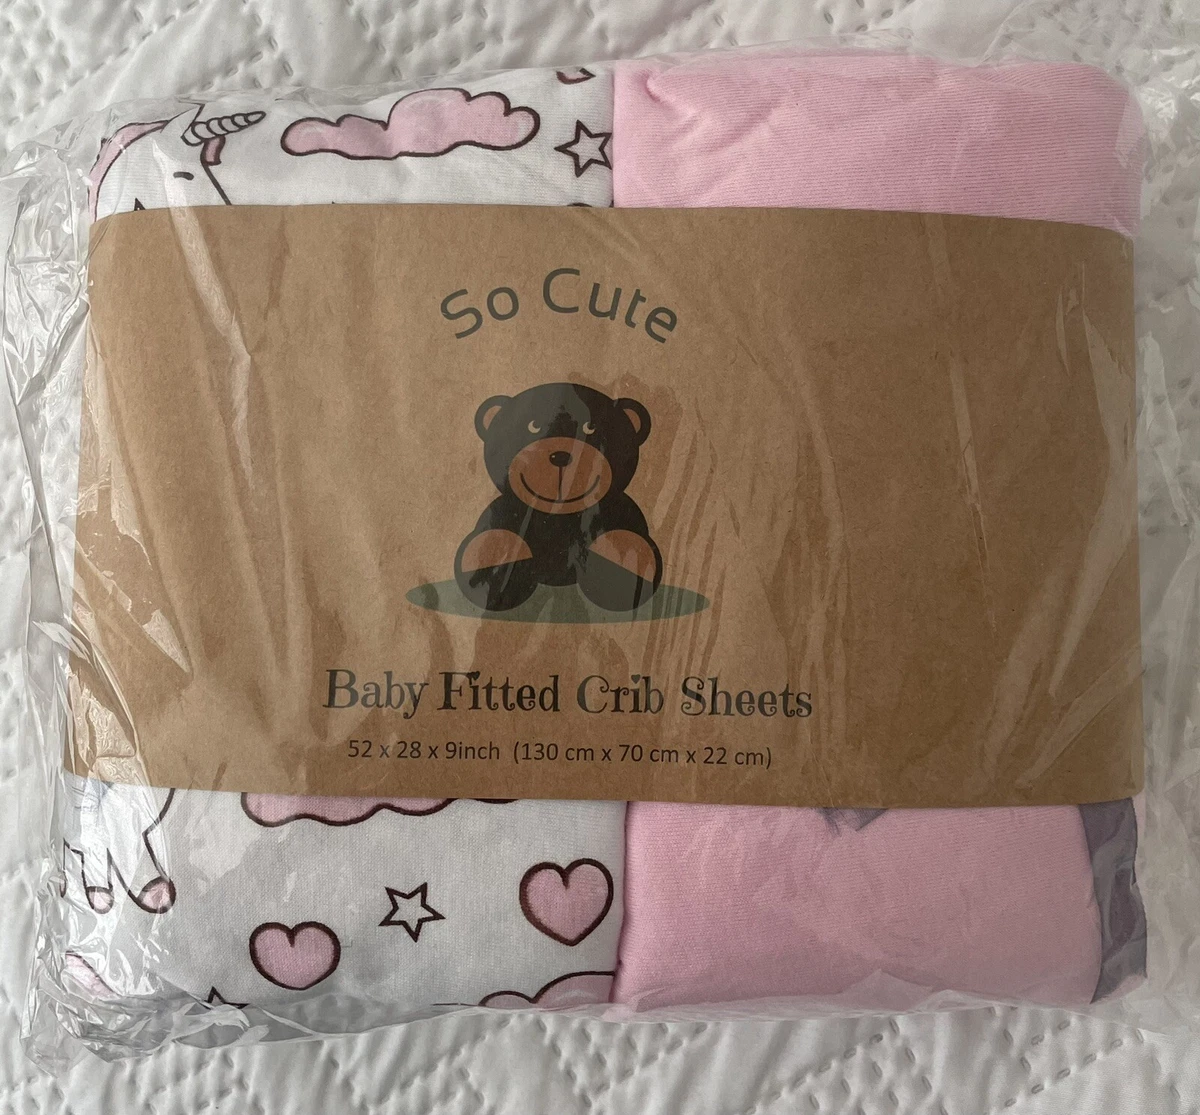 So Cute
Baby Fitted Crib Sheets
52 x 28 x 9inch (130 cm x 70 cm x 22 cm)